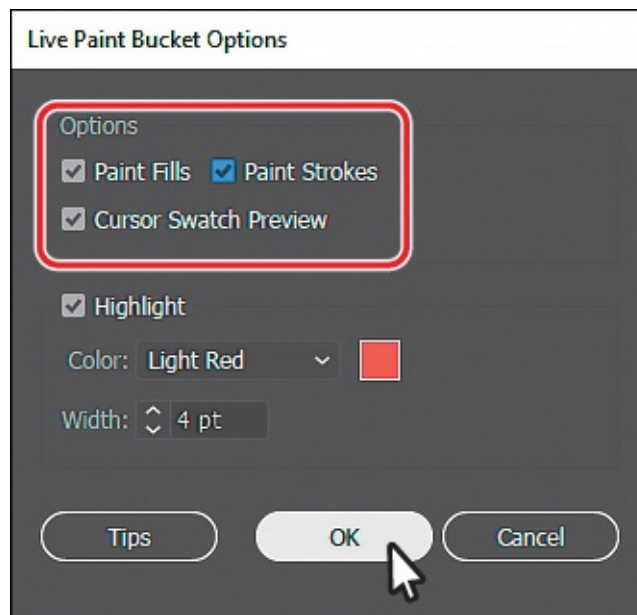 Live Paint Bucket Options
Options
Paint Fills Paint Strokes
Cursor Swatch Preview
Highlight
Color: Light Red
Width: 4 pt
Tips OK Cancel